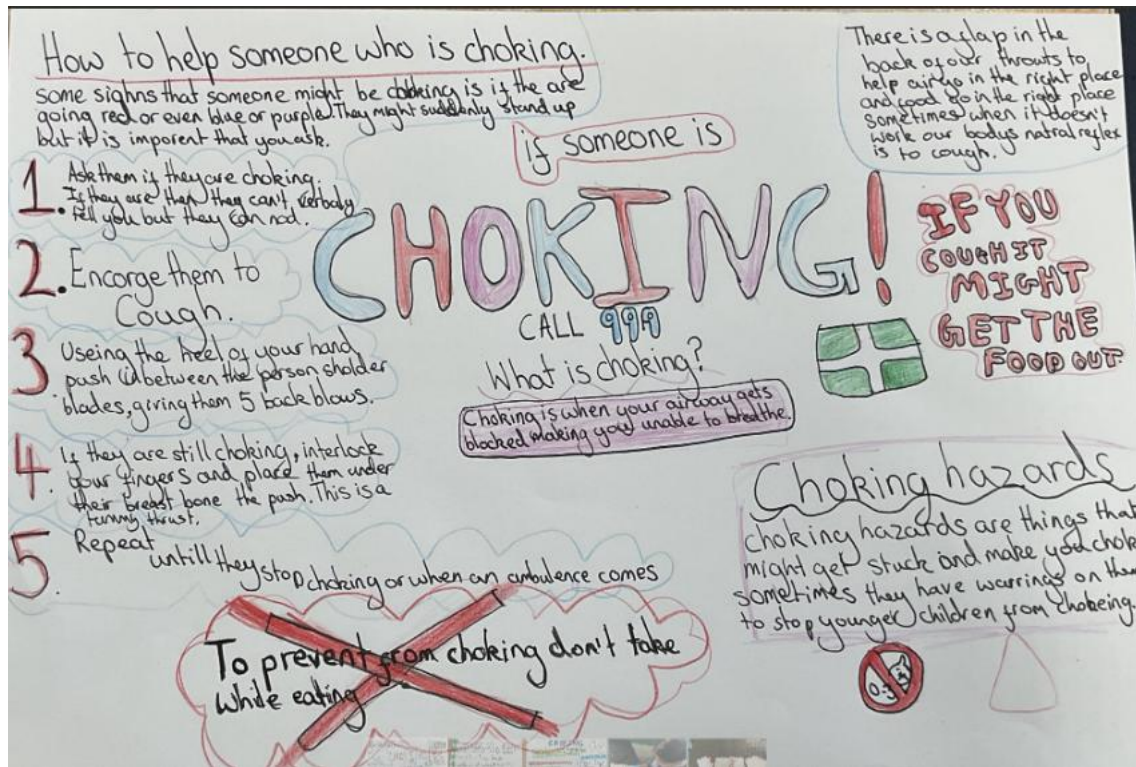 How to help someone who is choking.
some sighns that someone might be choking is if the are
going red or even blue or purple. They might suddenly stand up
but it is imporent that you ask.
1. Ask them if they are choking.
If they are then they can't, verbaly
tell you but they can nod.
2. Encorge them to
Cough.
3 Useing the heel of your hand
push in between the person sholder
blades, giving them 5 back blows.
4. If they are still choking, interlock
your fingers and place them under
their breast bone the push. This is a
tummy thrust.
5. Repeat untill they stop choking or when an ambulence comes
To prevent from choking don't take
while eating
if someone is
CHOKING!
CALL 999
What is choking?
Choking is when your airway gets
blocked making you unable to breathe.
There is a flap in the
back of our throuts to
help air go in the right place
and food go in the right place
sometimes when it doesn't
work our bodys natral reflex
is to cough.
IF YOU
COUGH IT
MIGHT
GET THE
FOOD OUT
Choking hazards
Choking hazards are things that
might get stuck and make you choke
sometimes they have warrings on them
to stop younger children from chokeing.
0-3